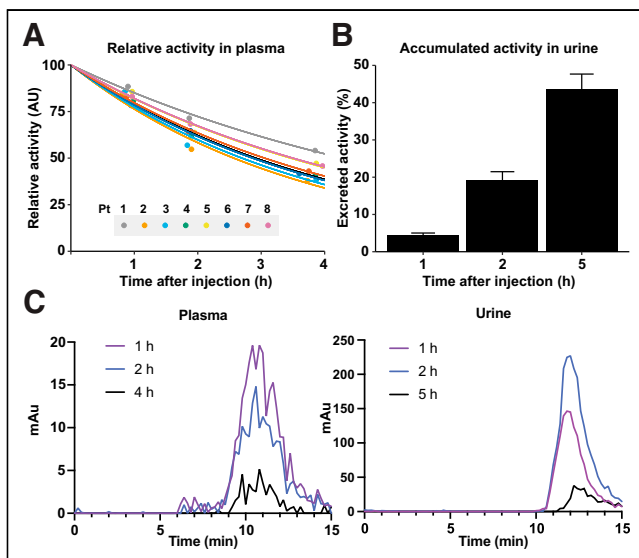 A
Relative activity in plasma
Relative activity (AU)
100
75
50
25
0
1 2 3 4
Time after injection (h)
Pt 1 2 3 4 5 6 7 8
B
Accumulated activity in urine
Excreted activity (%)
50
40
30
20
10
0
1 2 5
Time after injection (h)
C
Plasma
mAu
20
15
10
5
0
0 5 10 15
Time (min)
1 h
2 h
4 h
Urine
mAu
250
200
150
100
50
0
0 5 10 15
Time (min)
1 h
2 h
5 h